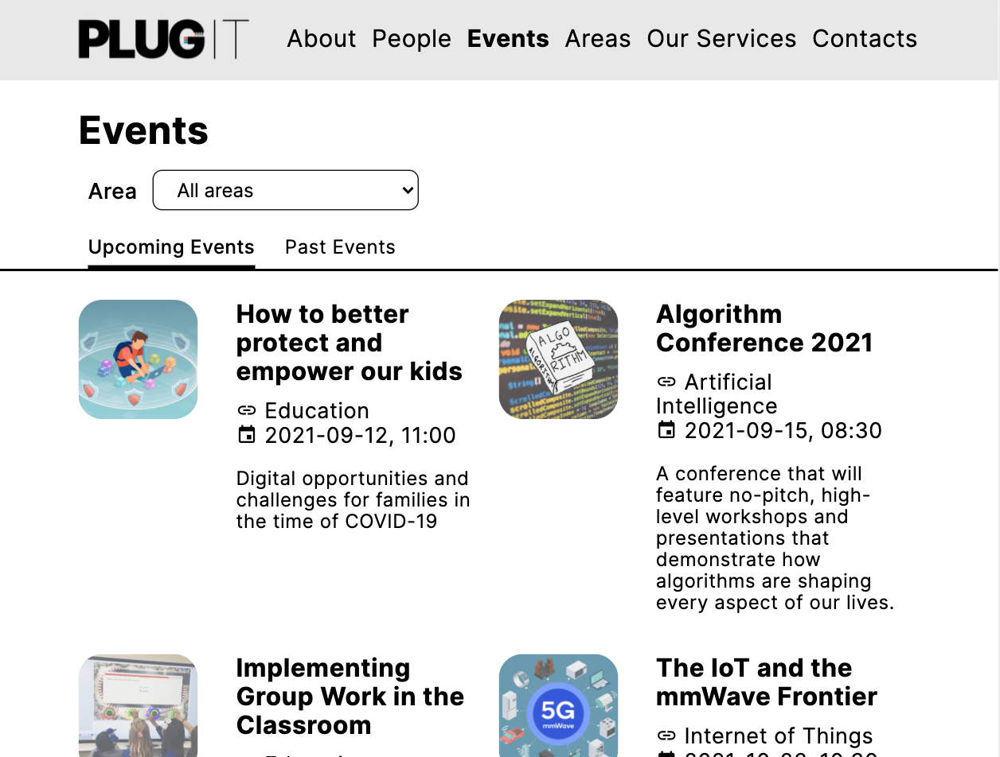 PLUG|IT
About People Events Areas Our Services Contacts
Events
Area
All areas
Upcoming Events
Past Events
How to better
protect and
empower our kids
Education
2021-09-12, 11:00
Digital opportunities and
challenges for families in
the time of COVID-19
ALGO
RITHM
ALGORITHM
Algorithm
Conference 2021
Artificial
Intelligence
2021-09-15, 08:30
A conference that will
feature no-pitch, high-
level workshops and
presentations that
demonstrate how
algorithms are shaping
every aspect of our lives.
Implementing
Group Work in the
Classroom
5G
mmWave
The IoT and the
mmWave Frontier
Internet of Things